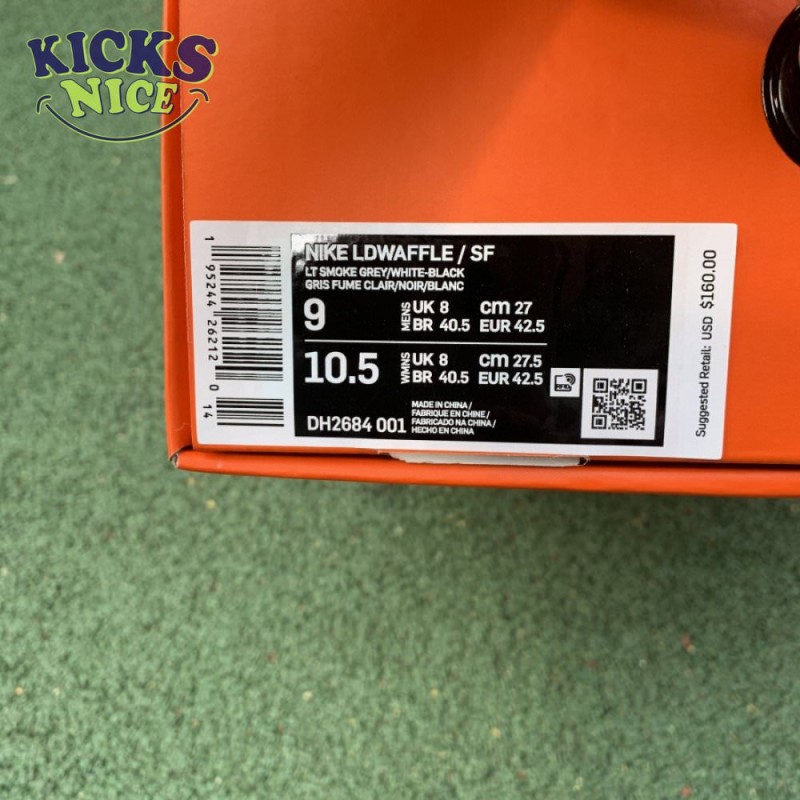 KICKS
NICE
1 95244 26212 0 14
NIKE LDWAFFLE / SF
LT SMOKE GREY/WHITE-BLACK
GRIS FUME CLAIR/NOIR/BLANC
9
MENS
UK 8 cm 27
BR 40.5 EUR 42.5
10.5
WMNS
UK 8 cm 27.5
BR 40.5 EUR 42.5
DH2684 001
MADE IN CHINA /
FABRIQUE EN CHINE /
FABRICADO NA CHINA /
HECHO EN CHINA
Suggested Retail: USD $160.00